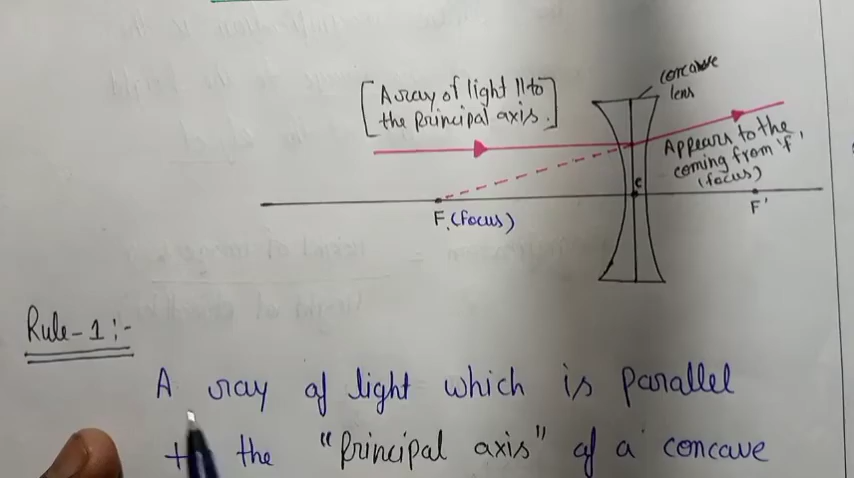 [A ray of light || to
the principal axis.]
concave
lens
Appears to the
coming from 'f',
(focus)
C
F. (focus)
F'
Rule-1:-
A ray of light which is parallel
the "principal axis" of a concave